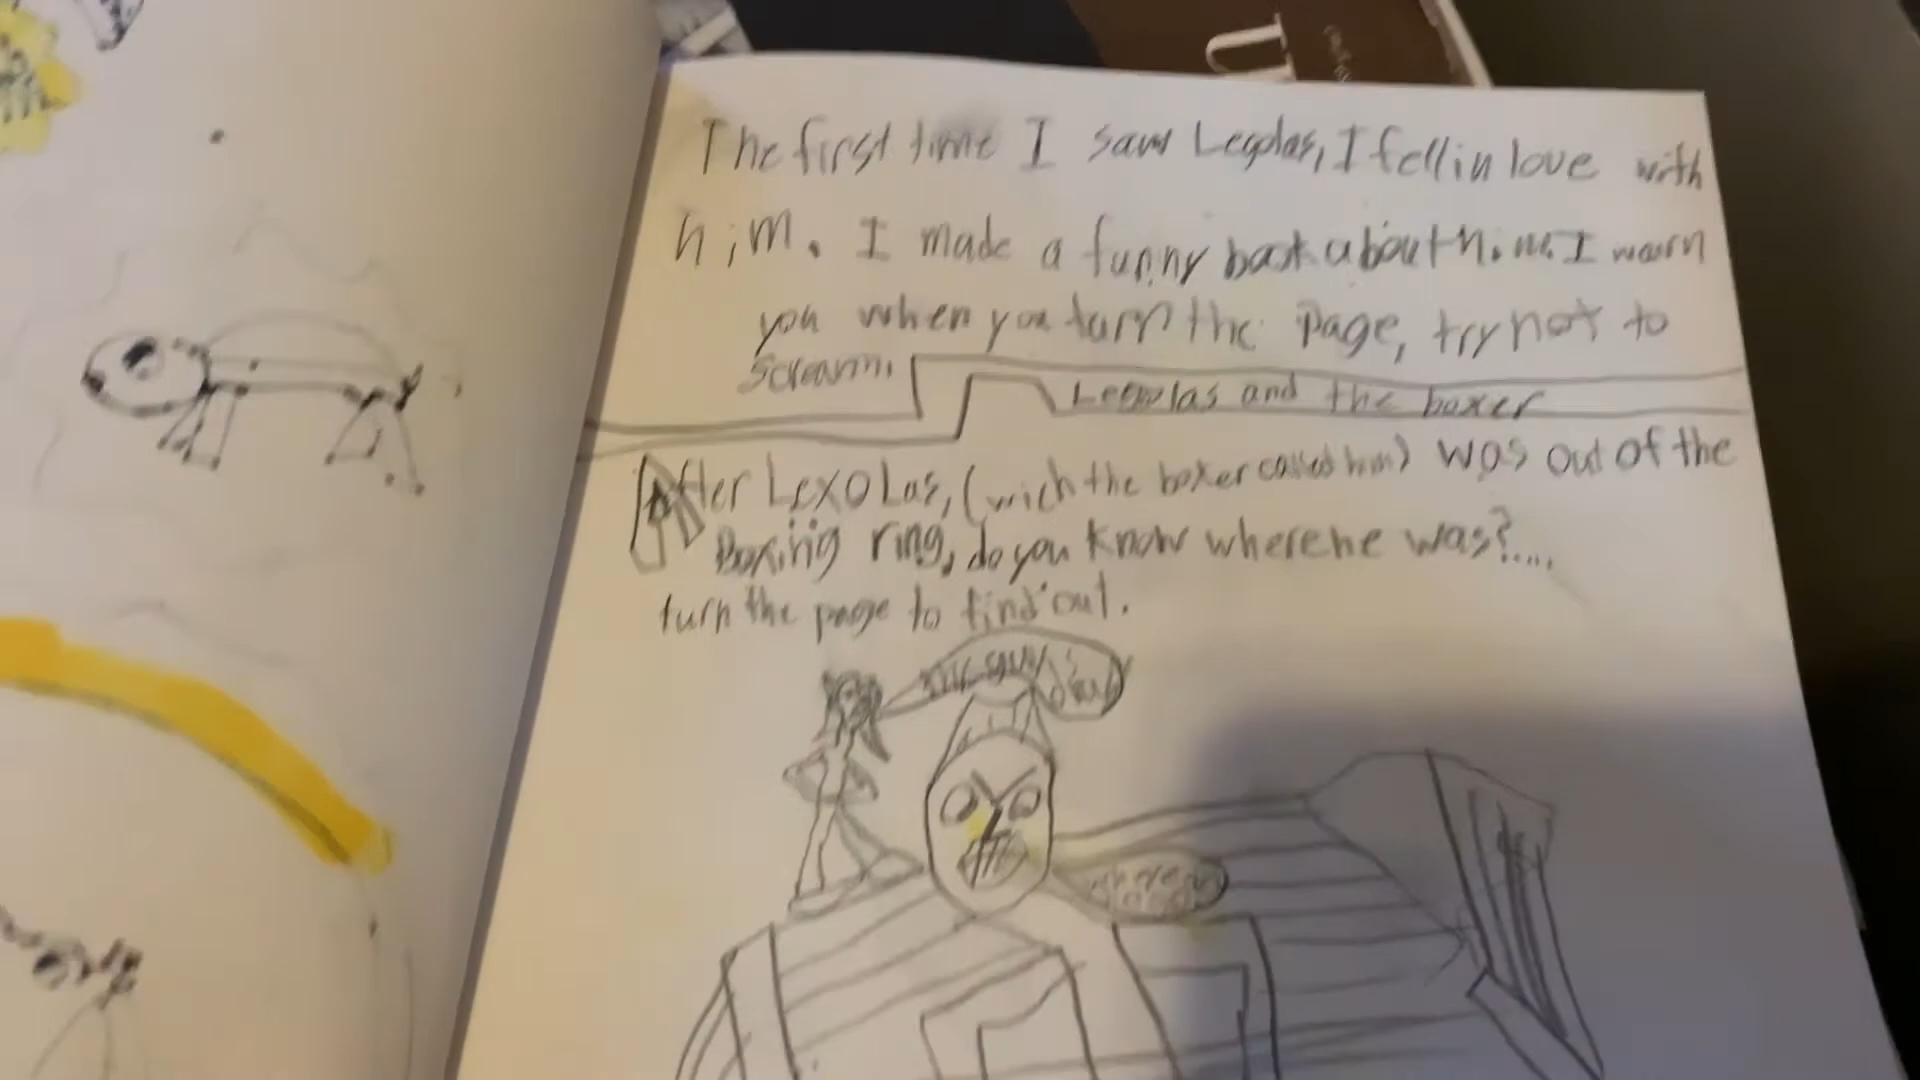 The first time I saw Legolas, I fell in love with
him. I made a funny book about him. I warn
you when you turn the page, try not to
scream.
Legolas and the boxer
After Lexolas, (wich the boxer called him) was out of the
Boxing ring, do you know where he was?.....
turn the page to find out.